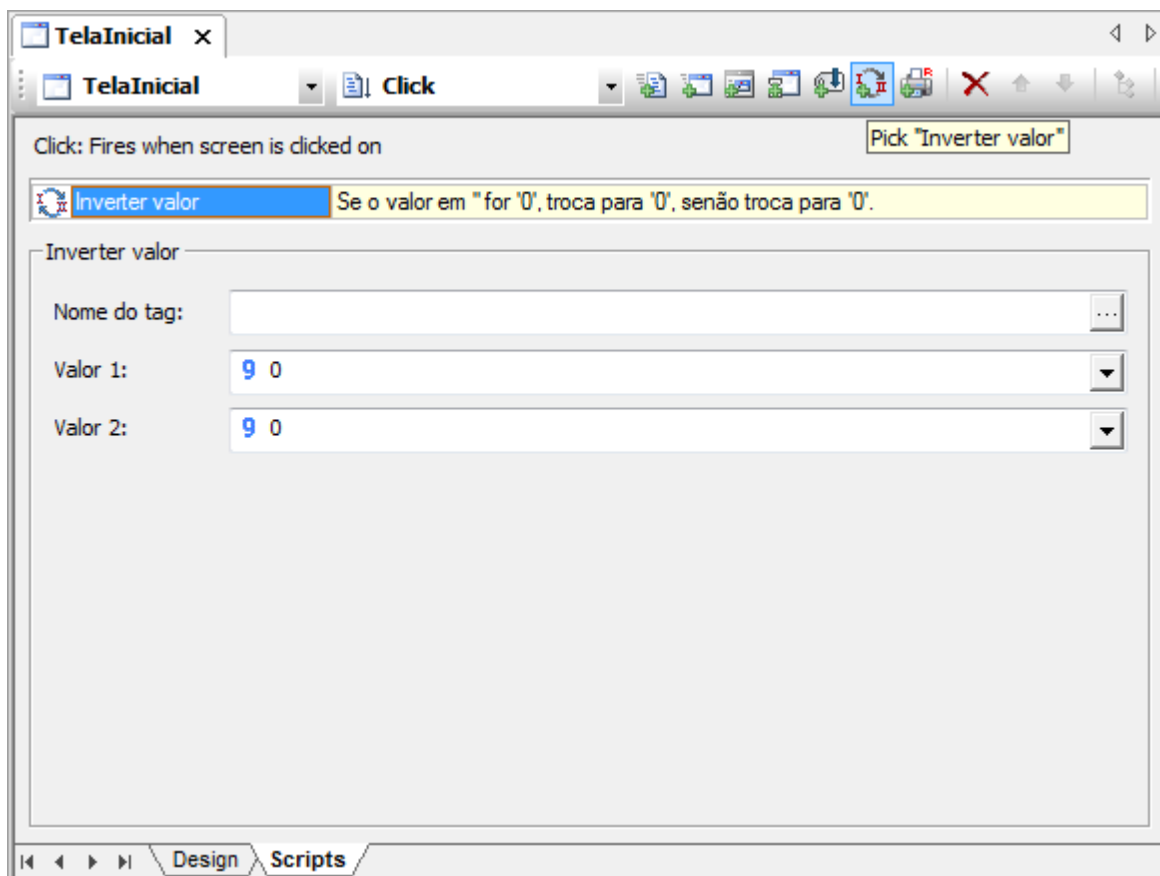 TelaInicial X
TelaInicial Click
Pick "Inverter valor"
Click: Fires when screen is clicked on
Inverter valor Se o valor em '' for '0', troca para '0', senão troca para '0'.
Inverter valor
Nome do tag: ...
Valor 1: 9 0
Valor 2: 9 0
Design Scripts